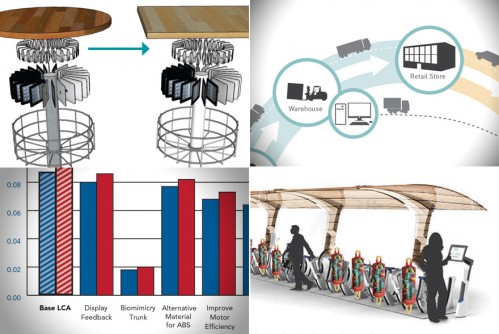 Retail Store
Warehouse
0.08
0.06
0.04
0.02
0.00
Base LCA
Display
Feedback
Biomimicry
Trunk
Alternative
Material
for ABS
Improve
Motor
Efficiency